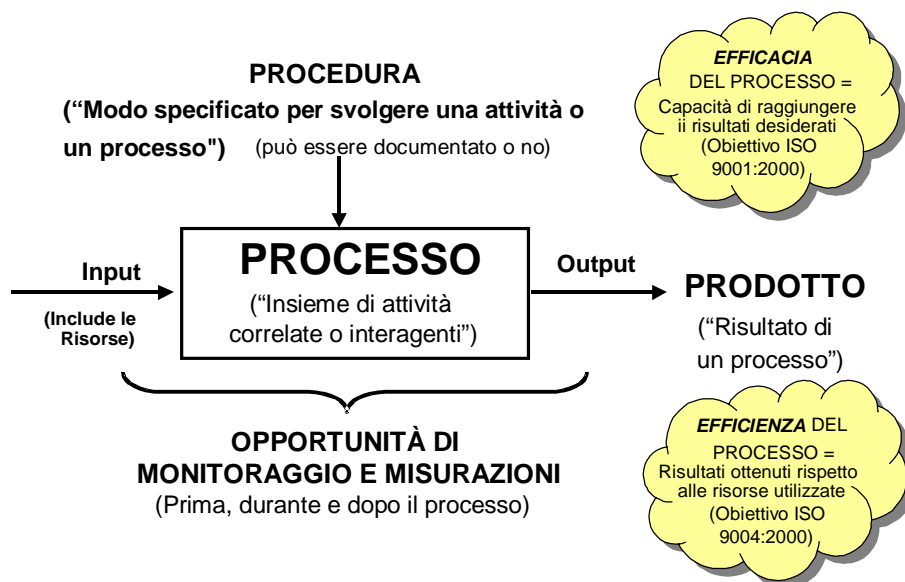 PROCEDURA
(“Modo specificato per svolgere una attività o
un processo") (può essere documentato o no)
EFFICACIA
DEL PROCESSO =
Capacità di raggiungere
ii risultati desiderati
(Obiettivo ISO
9001:2000)
Input
(Include le
Risorse)
PROCESSO
(“Insieme di attività
correlate o interagenti”)
Output
PRODOTTO
(“Risultato di
un processo”)
OPPORTUNITÀ DI
MONITORAGGIO E MISURAZIONI
(Prima, durante e dopo il processo)
EFFICIENZA DEL
PROCESSO =
Risultati ottenuti rispetto
alle risorse utilizzate
(Obiettivo ISO
9004:2000)